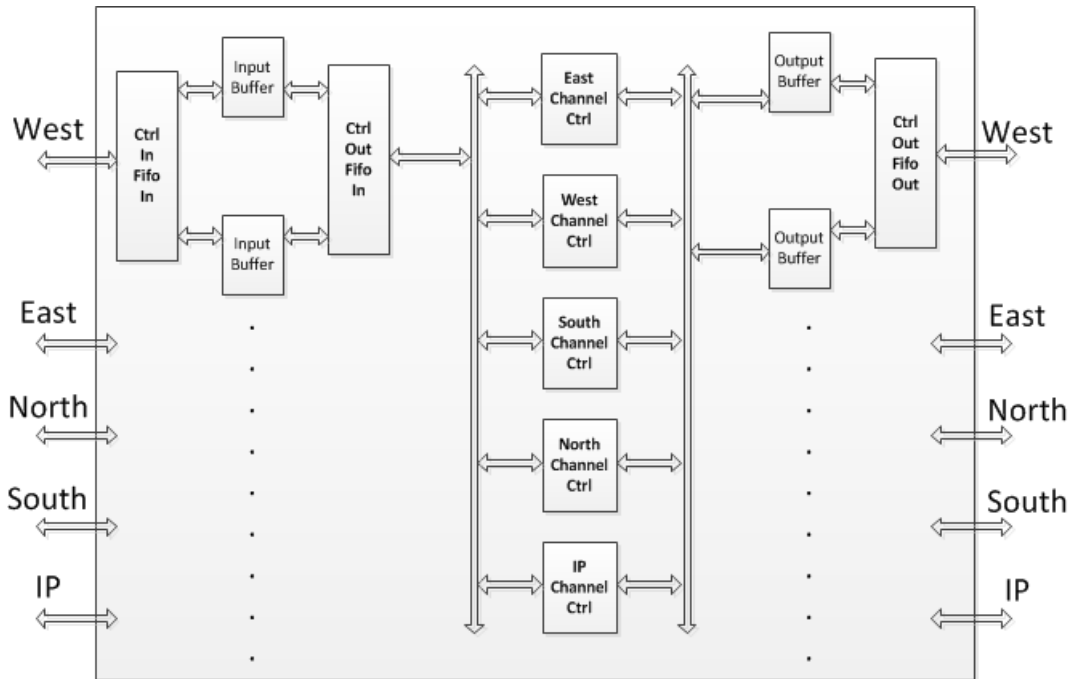 West
Ctrl
In
Fifo
In
Input
Buffer
Input
Buffer
Ctrl
Out
Fifo
In
East
Channel
Ctrl
West
Channel
Ctrl
South
Channel
Ctrl
North
Channel
Ctrl
IP
Channel
Ctrl
Output
Buffer
Output
Buffer
Ctrl
Out
Fifo
Out
West
East
North
South
IP
East
North
South
IP